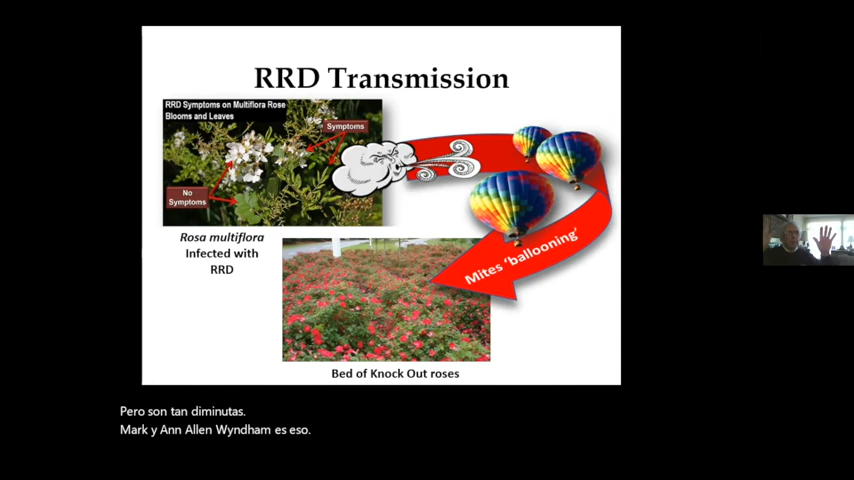 RRD Transmission
RRD Symptoms on Multiflora Rose
Blooms and Leaves
Symptoms
No
Symptoms
Rosa multiflora
Infected with
RRD
Mites 'ballooning'
Bed of Knock Out roses
Pero son tan diminutas.
Mark y Ann Allen Wyndham es eso.